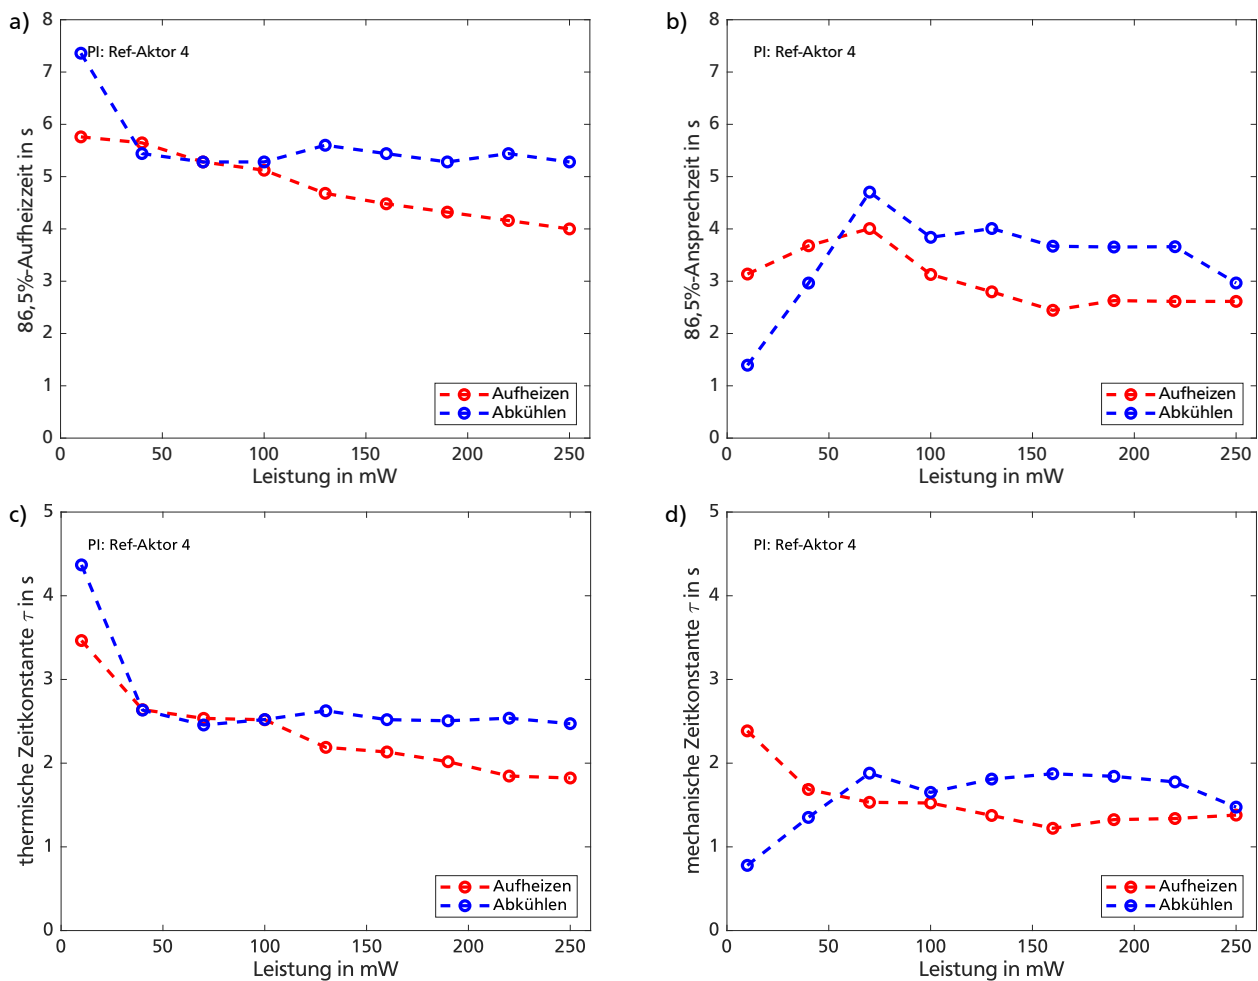 a)
PI: Ref-Aktor 4
86,5%-Aufheizzeit in s
8
7
6
5
4
3
2
1
0
0 50 100 150 200 250
Leistung in mW
Aufheizen
Abkühlen
b)
PI: Ref-Aktor 4
86,5%-Ansprechzeit in s
8
7
6
5
4
3
2
1
0
0 50 100 150 200 250
Leistung in mW
Aufheizen
Abkühlen
c)
PI: Ref-Aktor 4
thermische Zeitkonstante τ in s
5
4
3
2
1
0
0 50 100 150 200 250
Leistung in mW
Aufheizen
Abkühlen
d)
PI: Ref-Aktor 4
mechanische Zeitkonstante τ in s
5
4
3
2
1
0
0 50 100 150 200 250
Leistung in mW
Aufheizen
Abkühlen